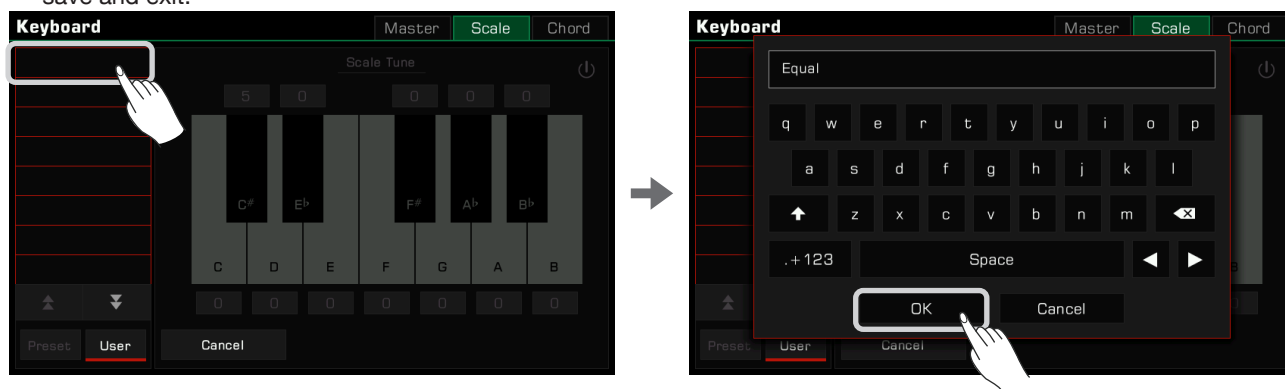 save and exit.
Keyboard Master Scale Chord
Scale Tune
5 0 0 0 0
C# E♭ F# A♭ B♭
C D E F G A B
0 0 0 0 0 0 0
Preset User Cancel
Keyboard Master Scale Chord
Equal
q w e r t y u i o p
a s d f g h j k l
z x c v b n m
.+123 Space
OK Cancel
B
0
Preset User Cancel